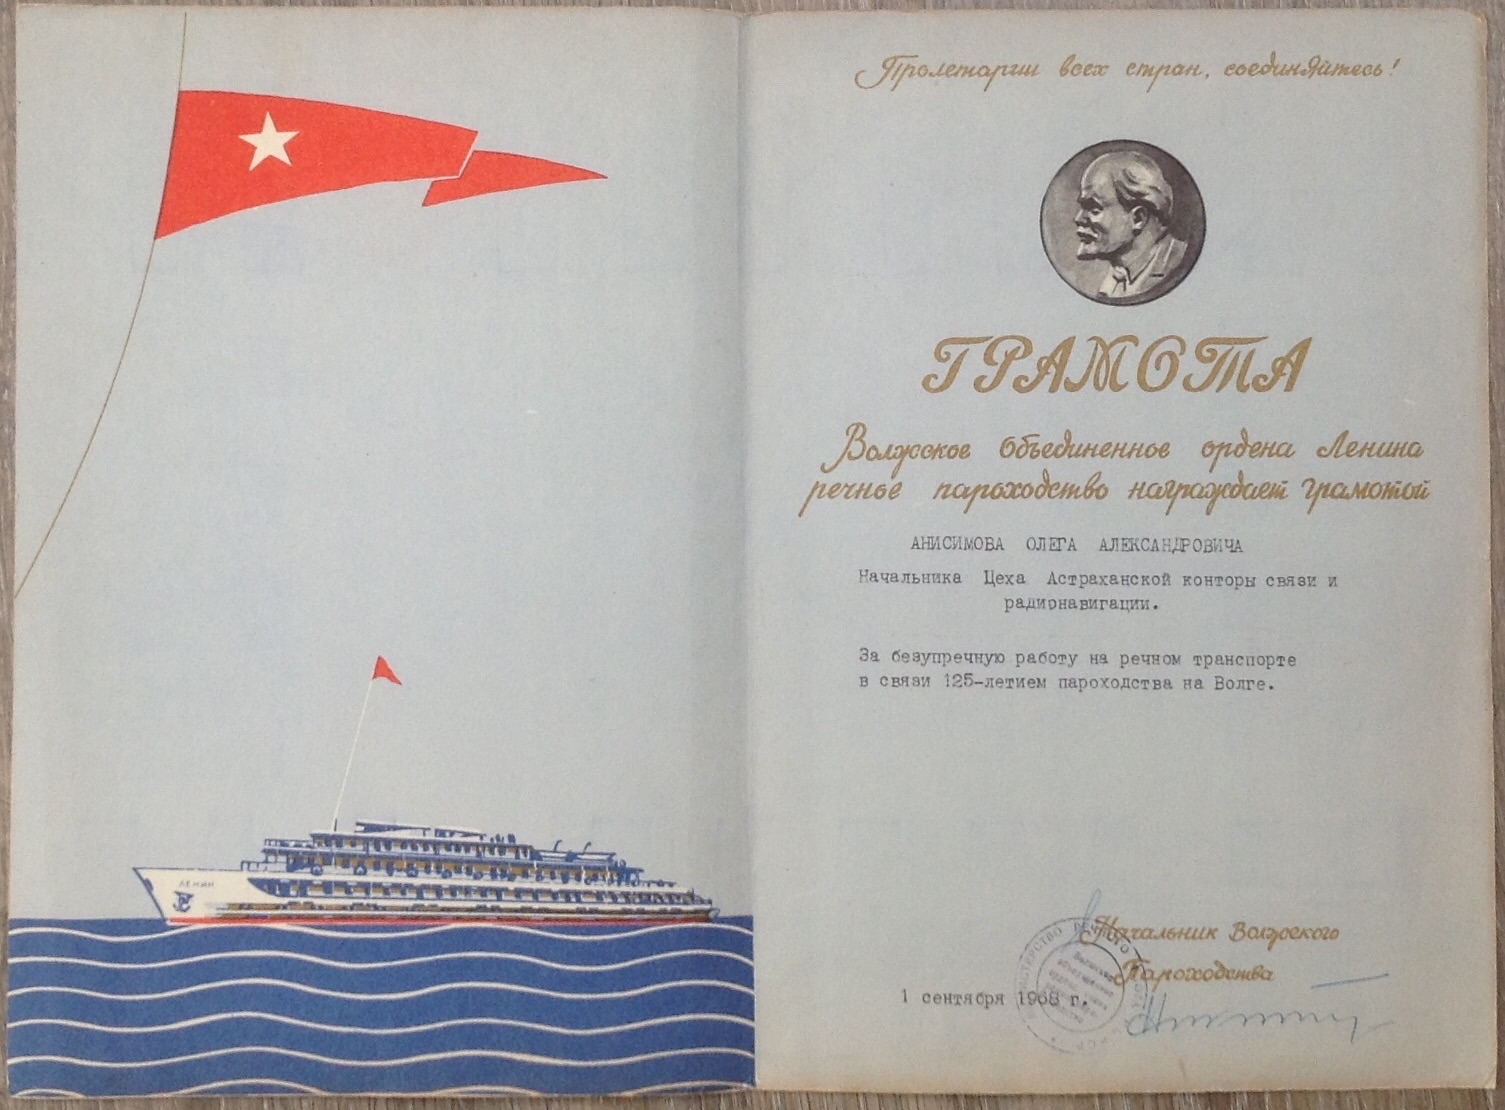 Пролетарии всех стран, соединяйтесь!
ГРАМОТА
Волжское объединенное ордена Ленина
речное пароходство награждает грамотой
АНИСИМОВА ОЛЕГА АЛЕКСАНДРОВИЧА
Начальника Цеха Астраханской конторы связи и
радионавигации.
За безупречную работу на речном транспорте
в связи 125-летием пароходства на Волге.
ЛЕНИН
Начальник Волжского
Пароходства
1 сентября 1968 г.
РЕЧНОГО